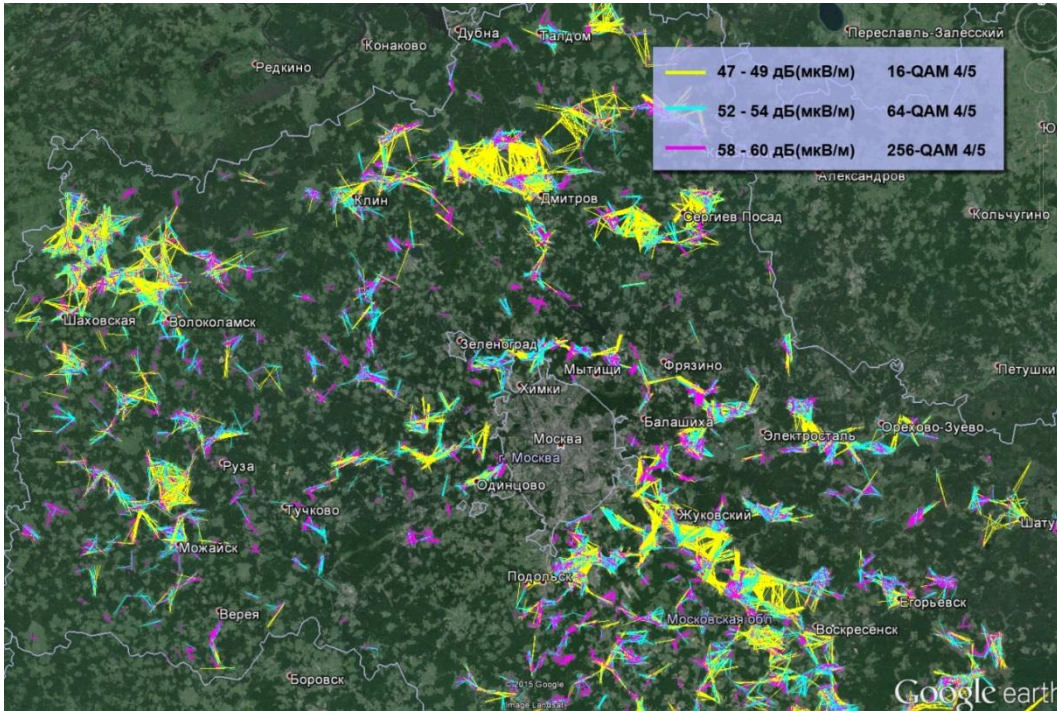 Дубна
Талдом
Переславль-Залесский
Конаково
Редкино
47 - 49 дБ(мкВ/м) 16-QAM 4/5
52 - 54 дБ(мкВ/м) 64-QAM 4/5
58 - 60 дБ(мкВ/м) 256-QAM 4/5
Ю
Александров
Клин
Дмитров
Сергиев Посад
Кольчугино
Шаховская
Волоколамск
Зеленоград
Мытищи
Фрязино
Петушки
Химки
Балашиха
Электросталь
Орехово-Зуево
Москва
г. Москва
Руза
Одинцово
Тучково
Жуковский
Шату
Можайск
Подольск
Егорьевск
Верея
Московская обл
Воскресенск
Боровск
© 2015 Google
Image Landsat
Google earth